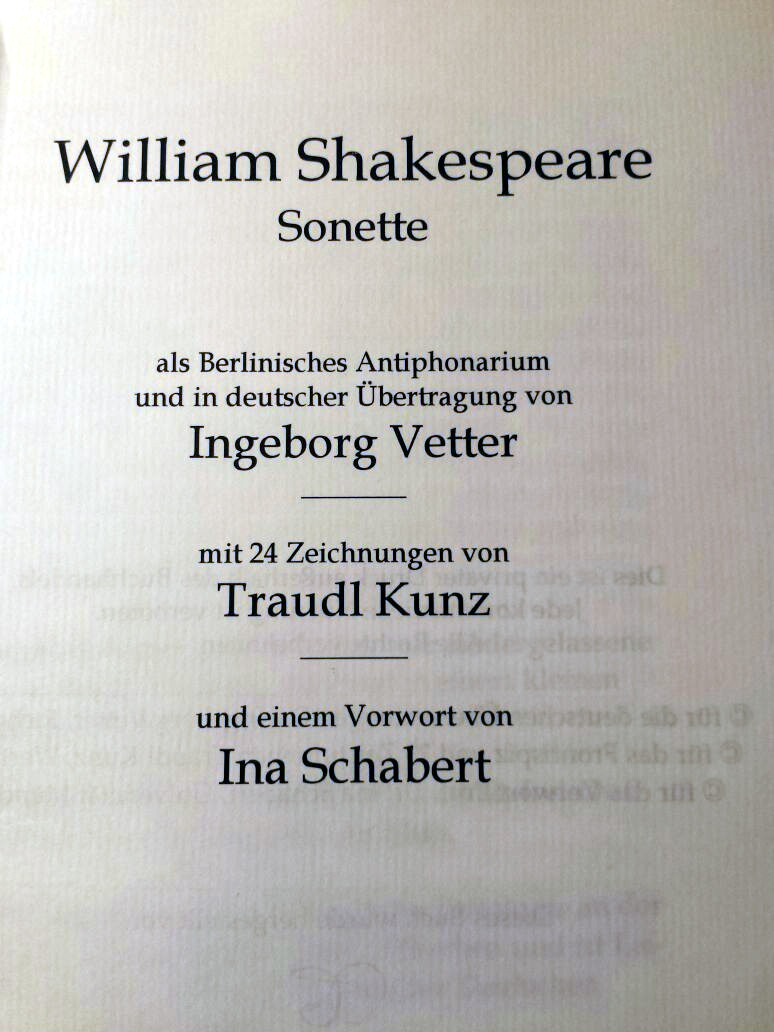 William Shakespeare
Sonette
als Berlinisches Antiphonarium
und in deutscher Übertragung von
Ingeborg Vetter
mit 24 Zeichnungen von
Traudl Kunz
und einem Vorwort von
Ina Schabert